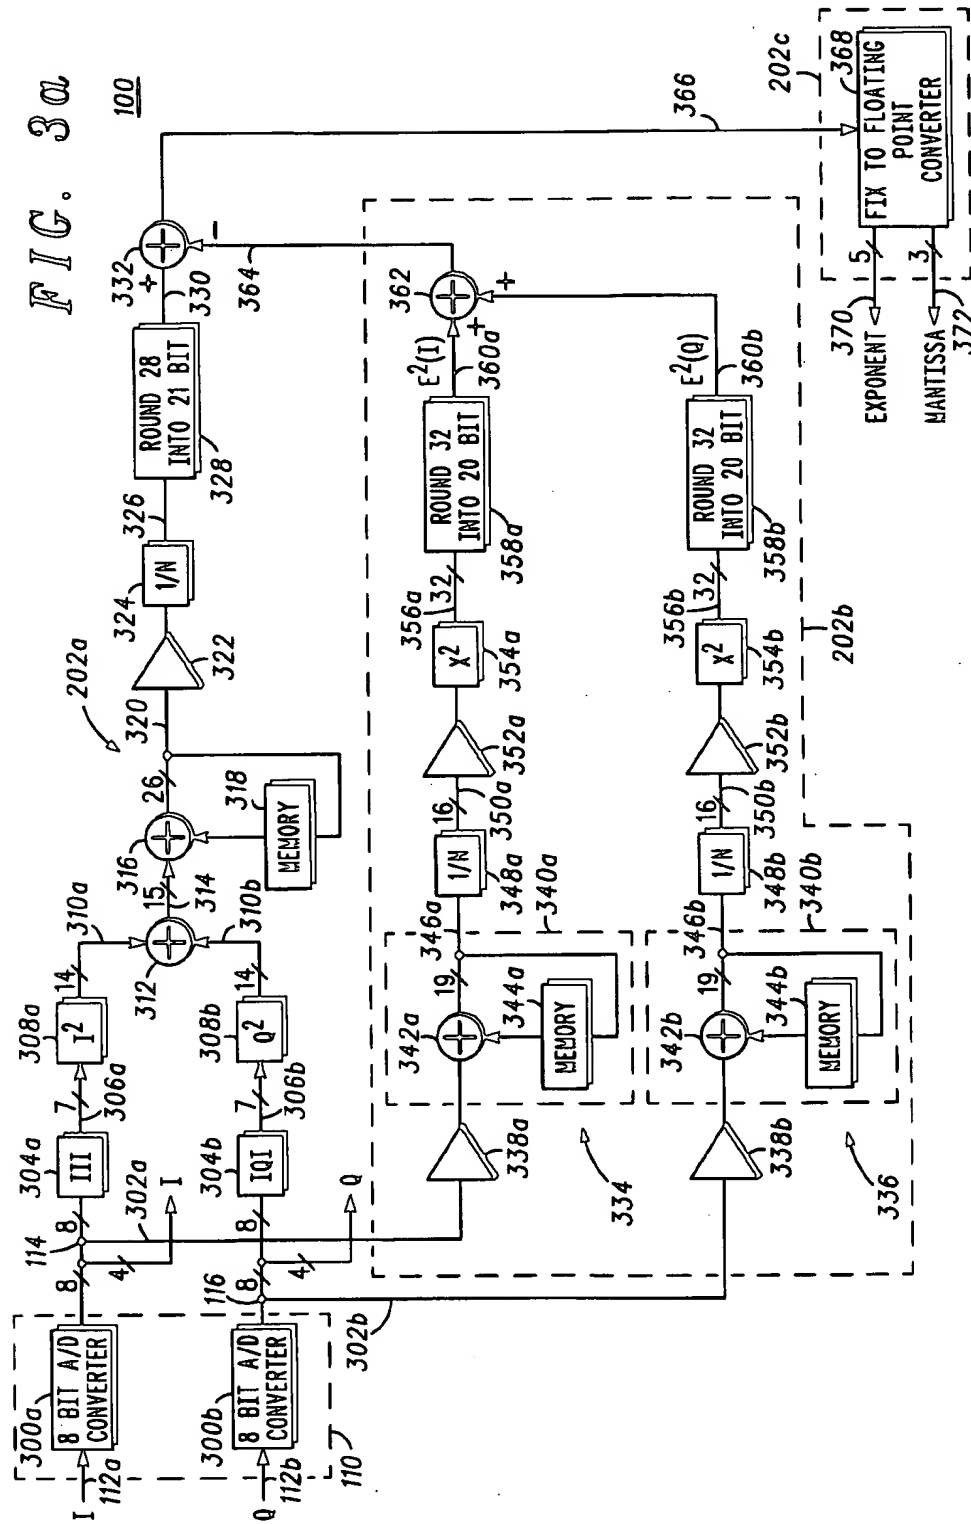 FIG. 3a
100
I
112a
300a
8 BIT A/D
CONVERTER
Q
112b
300b
8 BIT A/D
CONVERTER
110
8
114
8
4
I
302a
304a
|I|
7
306a
308a
I²
14
310a
8
116
8
4
Q
302b
304b
|Q|
7
306b
308b
Q²
14
310b
312
15
314
316
26
318
MEMORY
320
202a
322
324
1/N
326
ROUND 28
INTO 21 BIT
328
330
+
332
−
364
366
334
338a
342a
19
344a
MEMORY
346a
340a
1/N
348a
16
350a
352a
X²
354a
356a
32
ROUND 32
INTO 20 BIT
358a
E²(I)
360a
+
362
+
336
338b
342b
19
344b
MEMORY
346b
340b
1/N
348b
16
350b
352b
X²
354b
356b
32
ROUND 32
INTO 20 BIT
358b
E²(Q)
360b
202b
202c
368
FIX TO FLOATING
POINT
CONVERTER
5
3
370
EXPONENT
MANTISSA
372